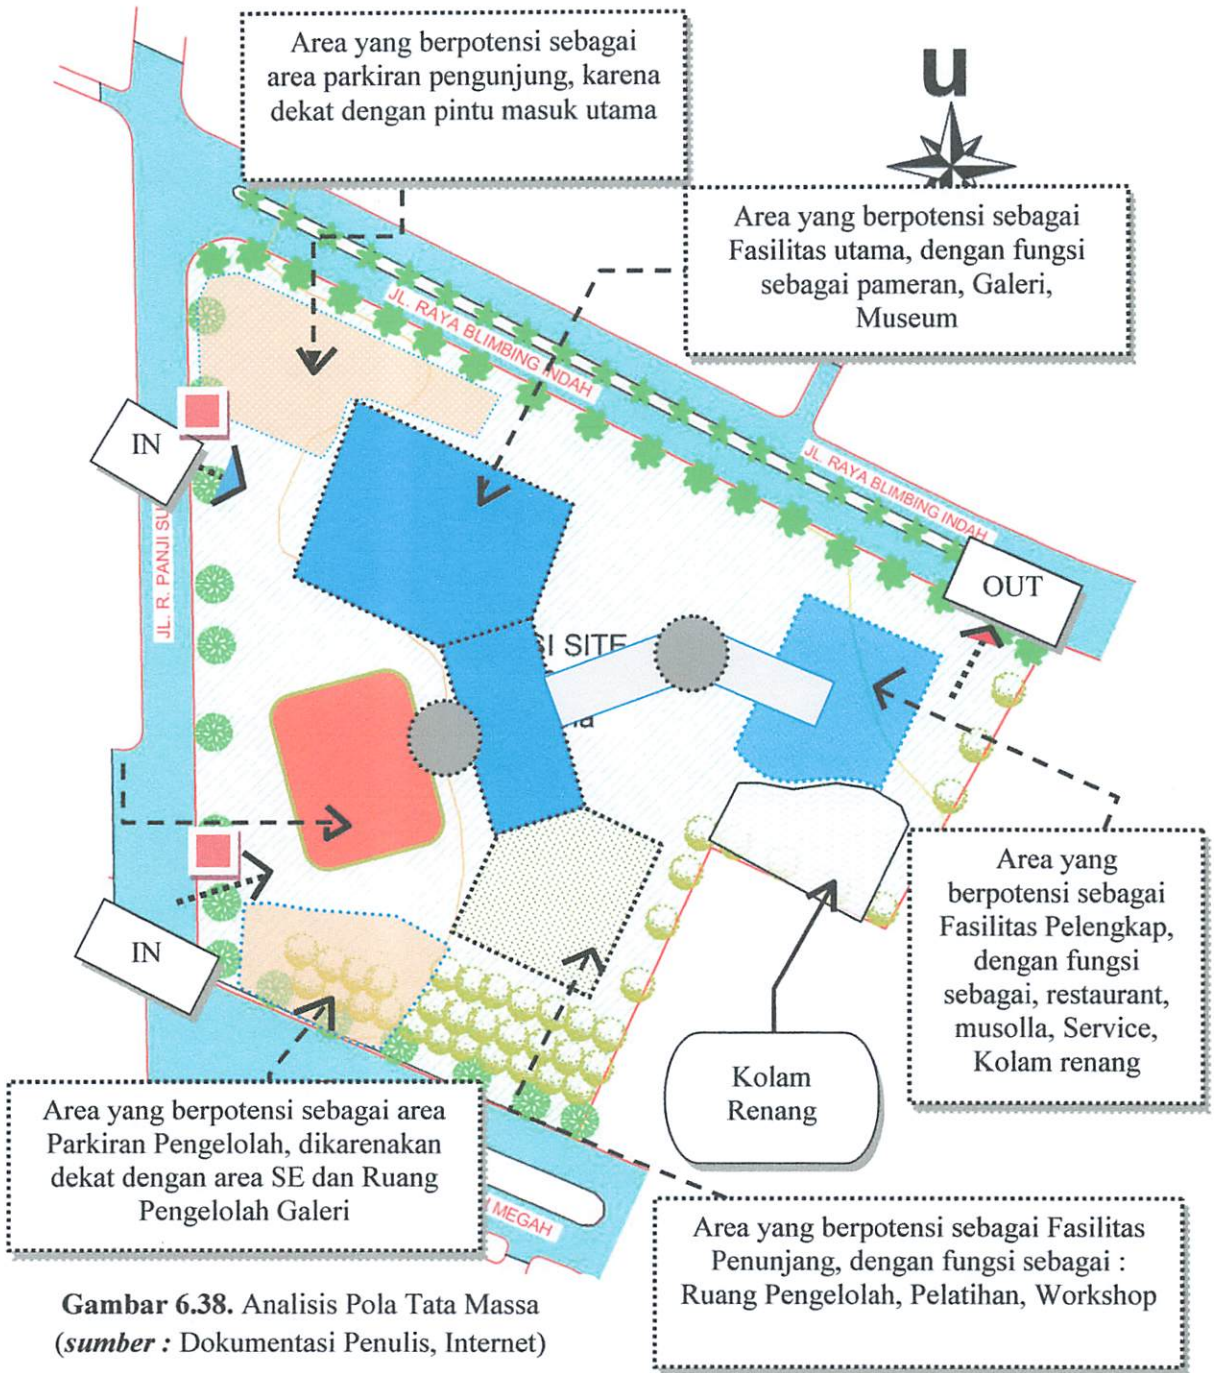 Area yang berpotensi sebagai
area parkiran pengunjung, karena
dekat dengan pintu masuk utama
u
Area yang berpotensi sebagai
Fasilitas utama, dengan fungsi
sebagai pameran, Galeri,
Museum
JL. RAYA BLIMBING INDAH
JL. RAYA BLIMBING INDAH
IN
JL. R. PANJI SU
OUT
SI SITE
IN
Area yang
berpotensi sebagai
Fasilitas Pelengkap,
dengan fungsi
sebagai, restaurant,
musolla, Service,
Kolam renang
Kolam
Renang
Area yang berpotensi sebagai area
Parkiran Pengelolah, dikarenakan
dekat dengan area SE dan Ruang
Pengelolah Galeri
MEGAH
Area yang berpotensi sebagai Fasilitas
Penunjang, dengan fungsi sebagai :
Ruang Pengelolah, Pelatihan, Workshop
Gambar 6.38. Analisis Pola Tata Massa
(sumber : Dokumentasi Penulis, Internet)